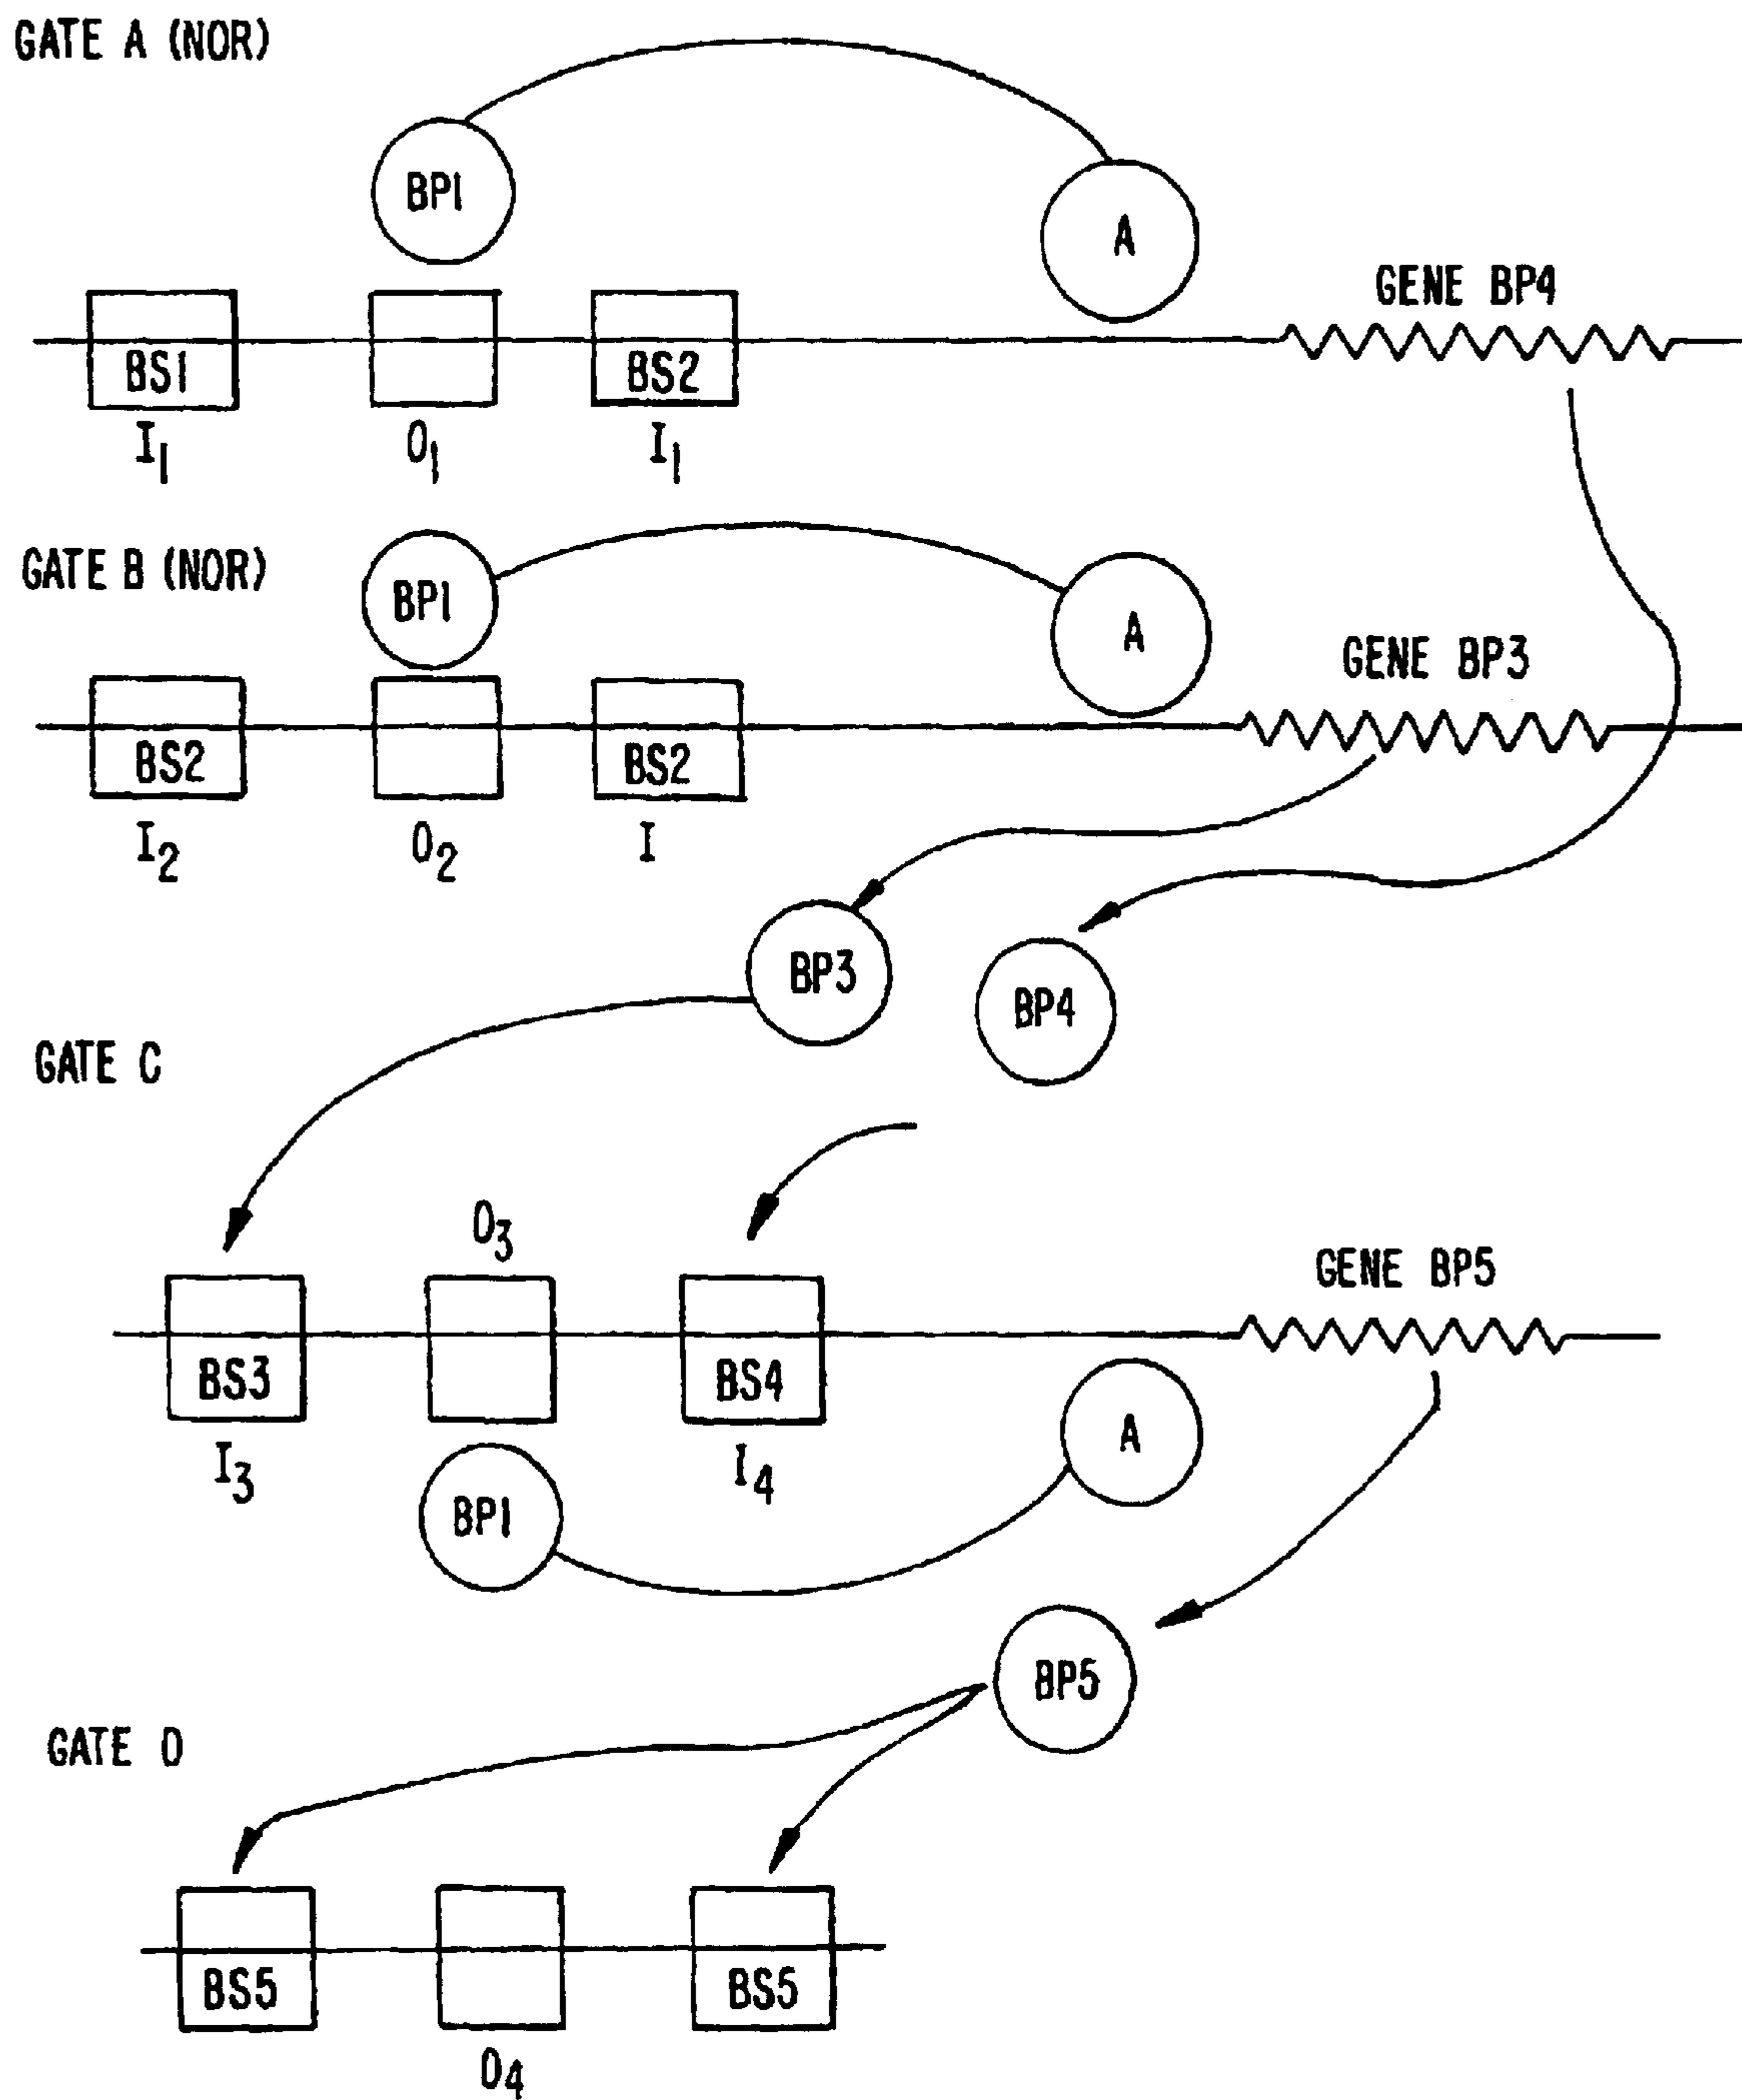 GATE A (NOR)
BP1
A
GENE BP4
BS1
BS2
I1
O1
I1
GATE B (NOR)
BP1
A
GENE BP3
BS2
BS2
I2
O2
I
BP3
BP4
GATE C
O3
GENE BP5
BS3
BS4
A
I3
I4
BP1
BP5
GATE D
BS5
BS5
O4